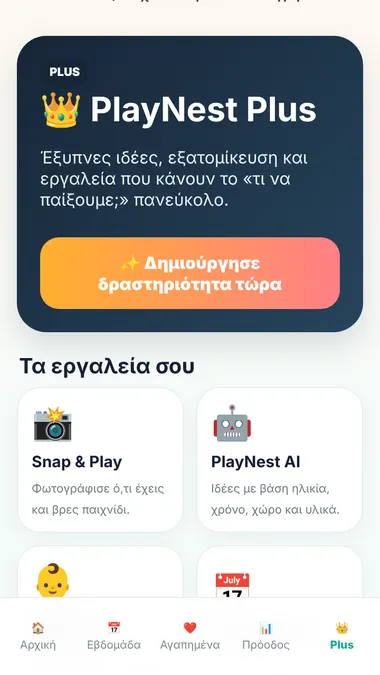 PLUS
PlayNest Plus
Έξυπνες ιδέες, εξατομίκευση και
εργαλεία που κάνουν το «τι να
παίξουμε;» πανεύκολο.
Δημιούργησε
δραστηριότητα τώρα
Τα εργαλεία σου
Snap & Play
Φωτογράφισε ό,τι έχεις
και βρες παιχνίδι.
PlayNest AI
Ιδέες με βάση ηλικία,
χρόνο, χώρο και υλικά.
July
17
Αρχική
Εβδομάδα
Αγαπημένα
Πρόοδος
Plus